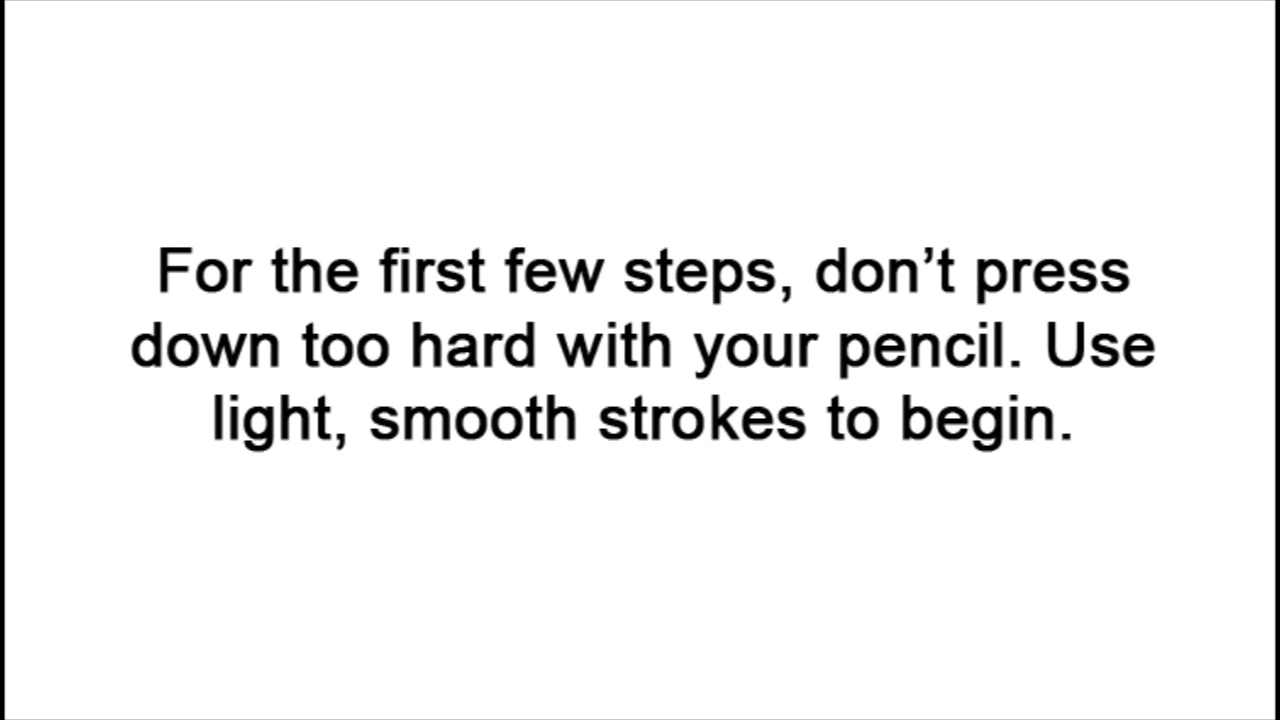 For the first few steps, don’t press
down too hard with your pencil. Use
light, smooth strokes to begin.